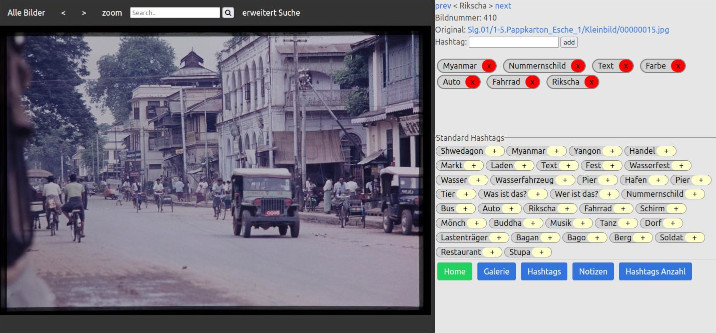 Alle Bilder < > zoom Search... erweitert Suche
prev < Rikscha > next
Bildnummer: 410
Original: Slg.01/1-5.Pappkarton_Esche_1/Kleinbild/00000015.jpg
Hashtag: add
Myanmar x Nummernschild x Text x Farbe x
Auto x Fahrrad x Rikscha x
Standard Hashtags
Shwedagon + Myanmar + Yangon + Handel +
Markt + Laden + Text + Fest + Wasserfest +
Wasser + Wasserfahrzeug + Pier + Hafen + Pier +
Tier + Was ist das? + Wer ist das? + Nummernschild +
Bus + Auto + Rikscha + Fahrrad + Schirm +
Mönch + Buddha + Musik + Tanz + Dorf +
Lastenträger + Bagan + Bago + Berg + Soldat +
Restaurant + Stupa +
Home Galerie Hashtags Notizen Hashtags Anzahl